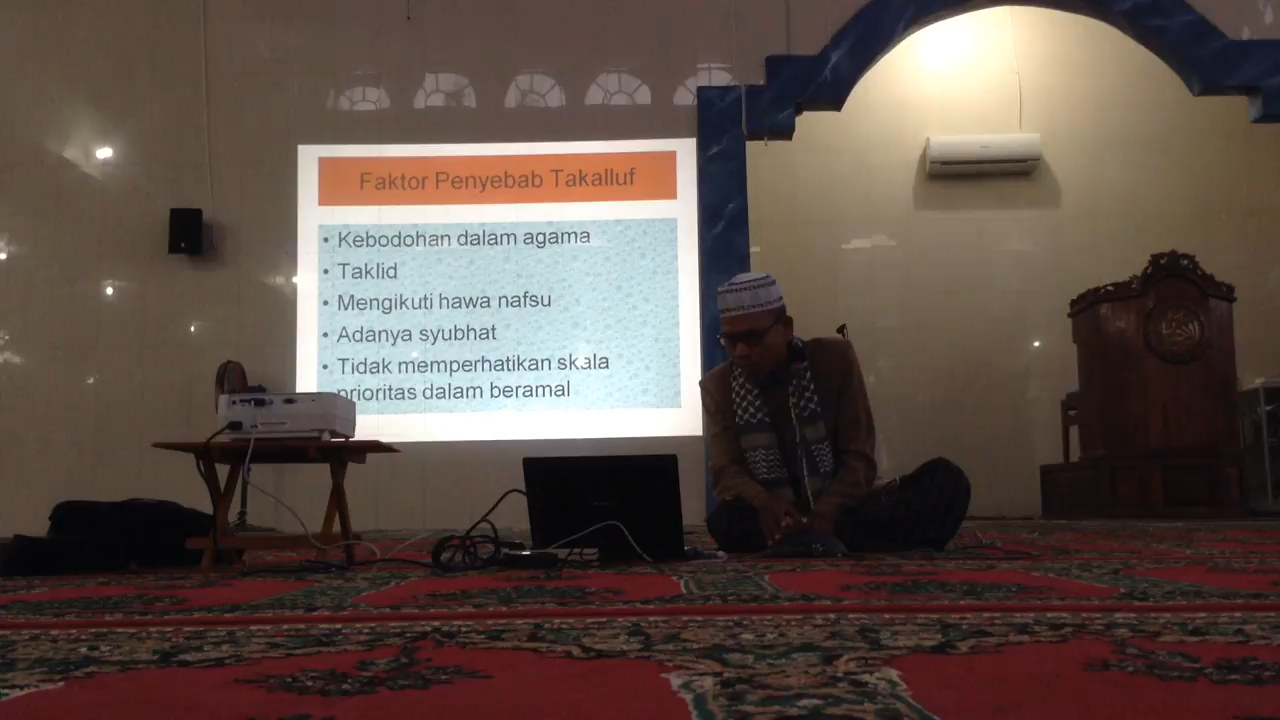 Faktor Penyebab Takalluf
• Kebodohan dalam agama
• Taklid
• Mengikuti hawa nafsu
• Adanya syubhat
• Tidak memperhatikan skala
prioritas dalam beramal